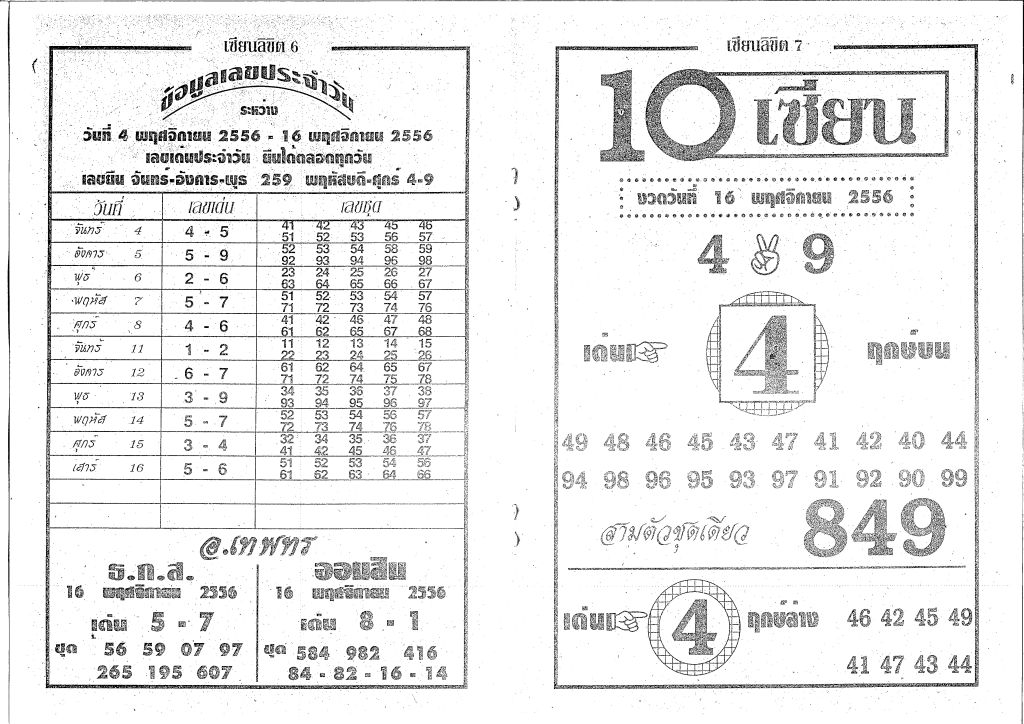 เซียนลิขิต 6
ข้อมูลเลขประจำวัน
ระหว่าง
วันที่ 4 พฤศจิกายน 2556 - 16 พฤศจิกายน 2556
เลขเด่นประจำวัน ยืนได้ตลอดทุกวัน
เลขยืน จันทร์-อังคาร-พุธ 259 พฤหัสบดี-ศุกร์ 4-9
วันที่ เลขเด่น เลขชุด
จันทร์ 4 4 - 5 41 42 43 45 46
51 52 53 56 57
อังคาร 5 5 - 9 52 53 54 58 59
92 93 94 96 98
พุธ 6 2 - 6 23 24 25 26 27
63 64 65 66 67
พฤหัส 7 5 - 7 51 52 53 54 57
71 72 73 74 76
ศุกร์ 8 4 - 6 41 42 46 47 48
61 62 65 67 68
จันทร์ 11 1 - 2 11 12 13 14 15
22 23 24 25 26
อังคาร 12 6 - 7 61 62 64 65 67
71 72 74 75 78
พุธ 13 3 - 9 34 35 36 37 38
93 94 95 96 97
พฤหัส 14 5 - 7 52 53 54 56 57
72 73 74 76 78
ศุกร์ 15 3 - 4 32 34 35 36 37
41 42 45 46 47
เสาร์ 16 5 - 6 51 52 53 54 56
61 62 63 64 66
อ.เทพทร
ธ.ก.ส.
16 พฤศจิกายน 2556
เด่น 5 - 7
ชุด 56 59 07 97
265 195 607
ออมสิน
16 พฤศจิกายน 2556
เด่น 8 - 1
ชุด 584 982 416
84 - 82 - 16 - 14
เซียนลิขิต 7
10 เซียน
งวดวันที่ 16 พฤศจิกายน 2556
4 9
เด่น 4 ฤกษ์บน
49 48 46 45 43 47 41 42 40 44
94 98 96 95 93 97 91 92 90 99
สามตัวชุดเดียว 849
เด่น 4 ฤกษ์ล่าง 46 42 45 49
41 47 43 44